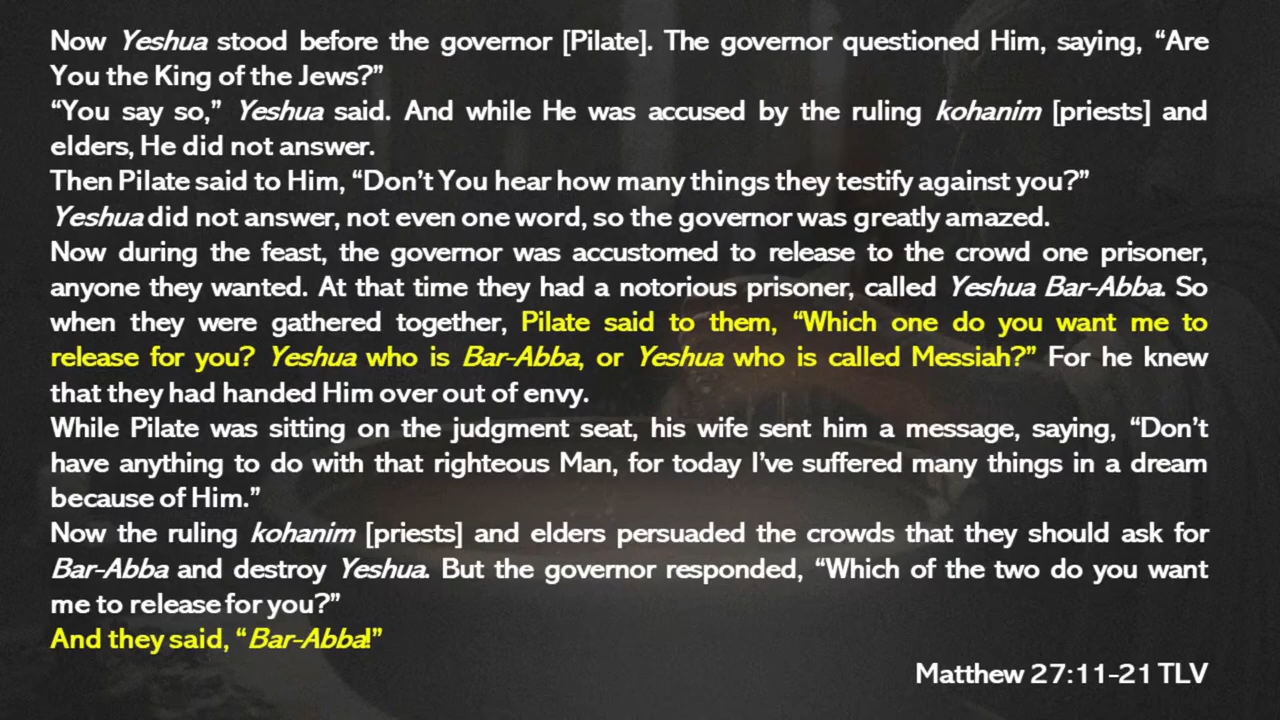 Now Yeshua stood before the governor [Pilate]. The governor questioned Him, saying, “Are
You the King of the Jews?”
“You say so,” Yeshua said. And while He was accused by the ruling kohanim [priests] and
elders, He did not answer.
Then Pilate said to Him, “Don’t You hear how many things they testify against you?”
Yeshua did not answer, not even one word, so the governor was greatly amazed.
Now during the feast, the governor was accustomed to release to the crowd one prisoner,
anyone they wanted. At that time they had a notorious prisoner, called Yeshua Bar-Abba. So
when they were gathered together, Pilate said to them, “Which one do you want me to
release for you? Yeshua who is Bar-Abba, or Yeshua who is called Messiah?” For he knew
that they had handed Him over out of envy.
While Pilate was sitting on the judgment seat, his wife sent him a message, saying, “Don’t
have anything to do with that righteous Man, for today I’ve suffered many things in a dream
because of Him.”
Now the ruling kohanim [priests] and elders persuaded the crowds that they should ask for
Bar-Abba and destroy Yeshua. But the governor responded, “Which of the two do you want
me to release for you?”
And they said, “Bar-Abba!”
Matthew 27:11-21 TLV